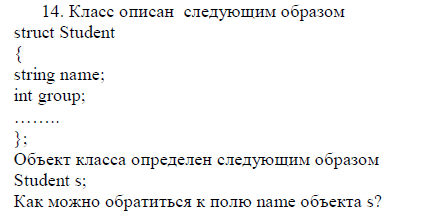 14. Класс описан следующим образом
struct Student
{
string name;
int group;
……..
};
Объект класса определен следующим образом
Student s;
Как можно обратиться к полю name объекта s?